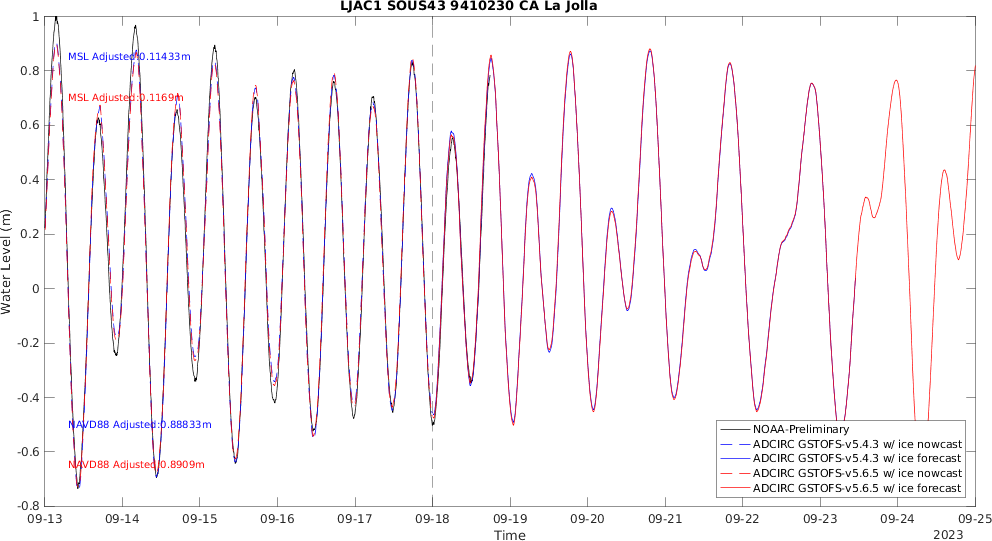 LJAC1 SOUS43 9410230 CA La Jolla
Water Level (m)
1
0.8
0.6
0.4
0.2
0
-0.2
-0.4
-0.6
-0.8
MSL Adjusted:0.11433m
MSL Adjusted:0.1169m
NAVD88 Adjusted:0.88833m
NAVD88 Adjusted:0.8909m
NOAA-Preliminary
ADCIRC GSTOFS-v5.4.3 w/ ice nowcast
ADCIRC GSTOFS-v5.4.3 w/ ice forecast
ADCIRC GSTOFS-v5.6.5 w/ ice nowcast
ADCIRC GSTOFS-v5.6.5 w/ ice forecast
09-13 09-14 09-15 09-16 09-17 09-18 09-19 09-20 09-21 09-22 09-23 09-24 09-25
Time
2023